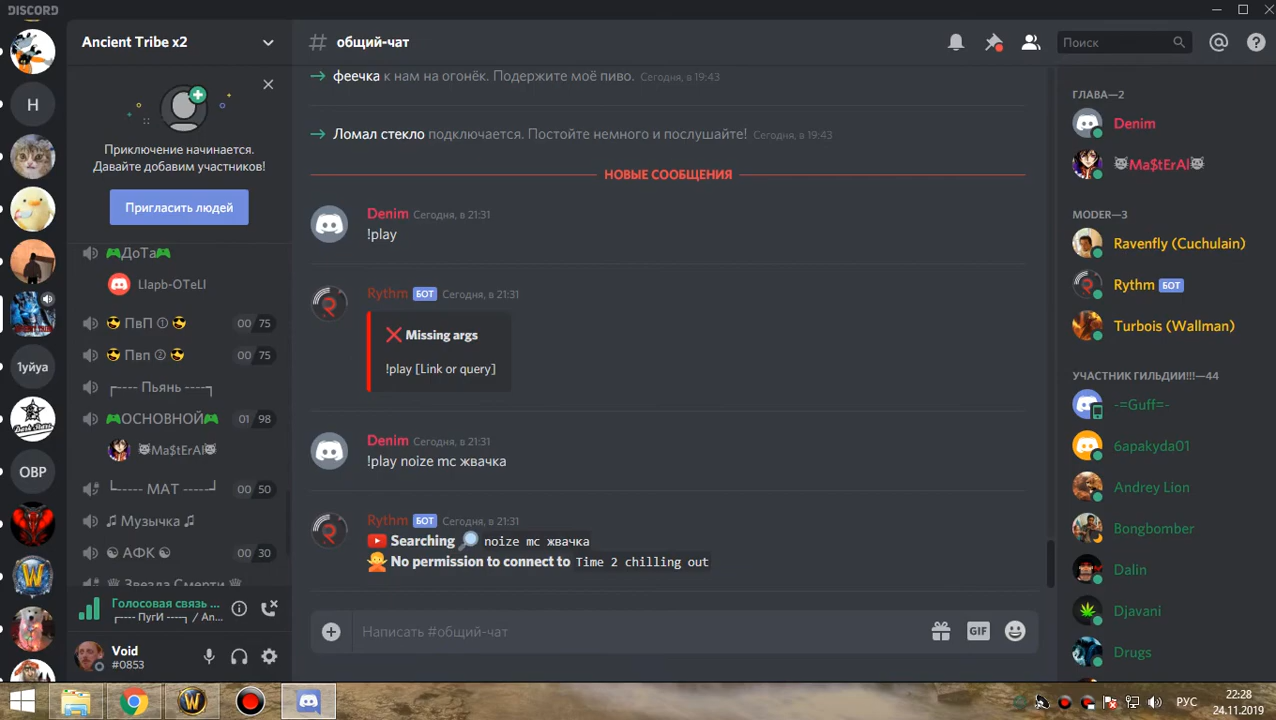 DISCORD
Ancient Tribe x2
Приключение начинается.
Давайте добавим участников!
Пригласить людей
ДоТа
Llapb-OTeLl
ПвП ①
00 75
Пвп ②
00 75
┌---- Пьянь ----┐
ОСНОВНОЙ
01 98
Ma$tErAl
└----- МАТ -----┘
00 50
♫ Музычка ♫
☯ АФК ☯
00 30
♕ Звезда Смерти ♕
Голосовая связь ...
┌---- ПугИ ----┐ / An...
Void
#0853
H
1уйуа
ОВР
# общий-чат
Поиск
феечка к нам на огонёк. Подержите моё пиво. Сегодня, в 19:43
Ломал стекло подключается. Постойте немного и послушайте! Сегодня, в 19:43
НОВЫЕ СООБЩЕНИЯ
Denim Сегодня, в 21:31
!play
Rythm БОТ Сегодня, в 21:31
Missing args
!play [Link or query]
Denim Сегодня, в 21:31
!play noize mc жвачка
Rythm БОТ Сегодня, в 21:31
Searching noize mc жвачка
No permission to connect to Time 2 chilling out
Написать #общий-чат
GIF
ГЛАВА—2
Denim
Ma$tErAl
MODER—3
Ravenfly (Cuchulain)
Rythm БОТ
Turbois (Wallman)
УЧАСТНИК ГИЛЬДИИ!!!—44
-=Guff=-
6apakyda01
Andrey Lion
Bongbomber
Dalin
Djavani
Drugs
РУС
22:28
24.11.2019